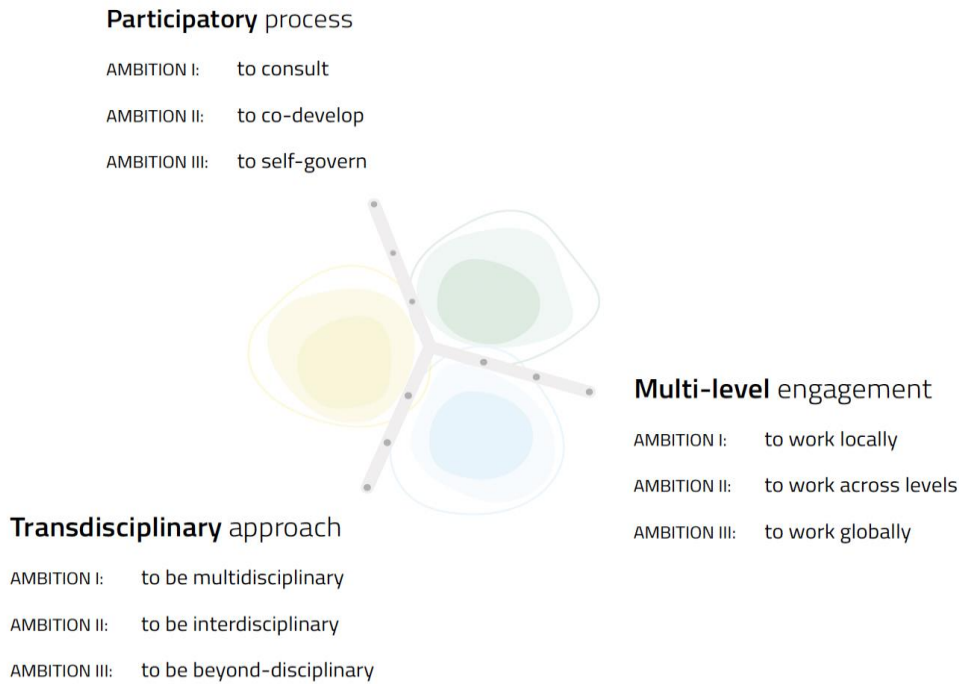 Participatory process
AMBITION I: to consult
AMBITION II: to co-develop
AMBITION III: to self-govern
Multi-level engagement
AMBITION I: to work locally
AMBITION II: to work across levels
AMBITION III: to work globally
Transdisciplinary approach
AMBITION I: to be multidisciplinary
AMBITION II: to be interdisciplinary
AMBITION III: to be beyond-disciplinary